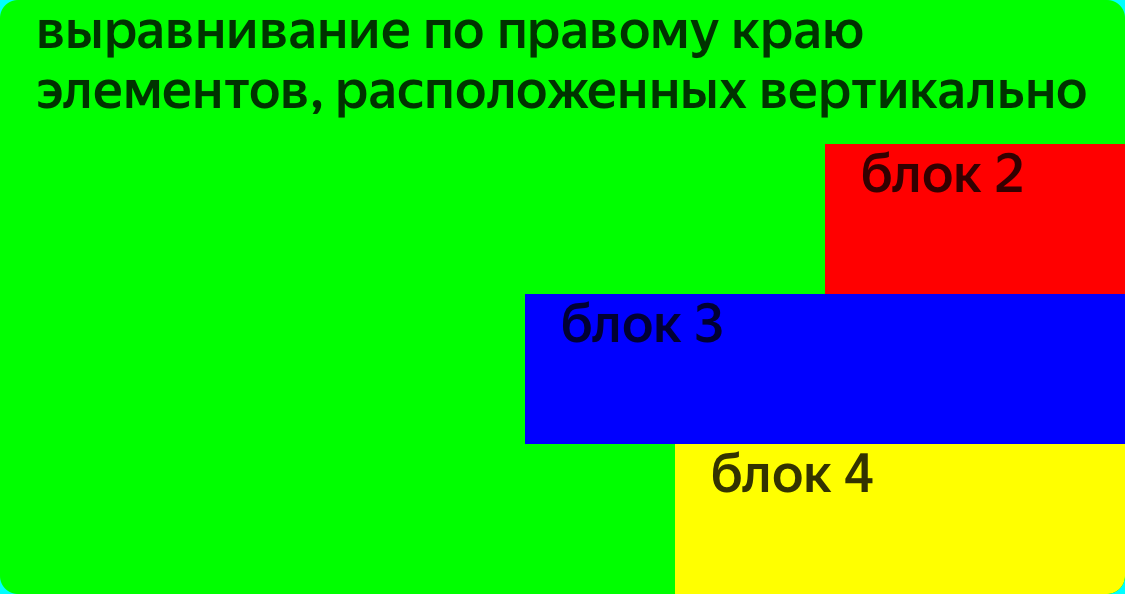 выравнивание по правому краю
элементов, расположенных вертикально
блок 2
блок 3
блок 4